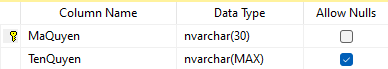 Column Name Data Type Allow Nulls
MaQuyen nvarchar(30)
TenQuyen nvarchar(MAX)